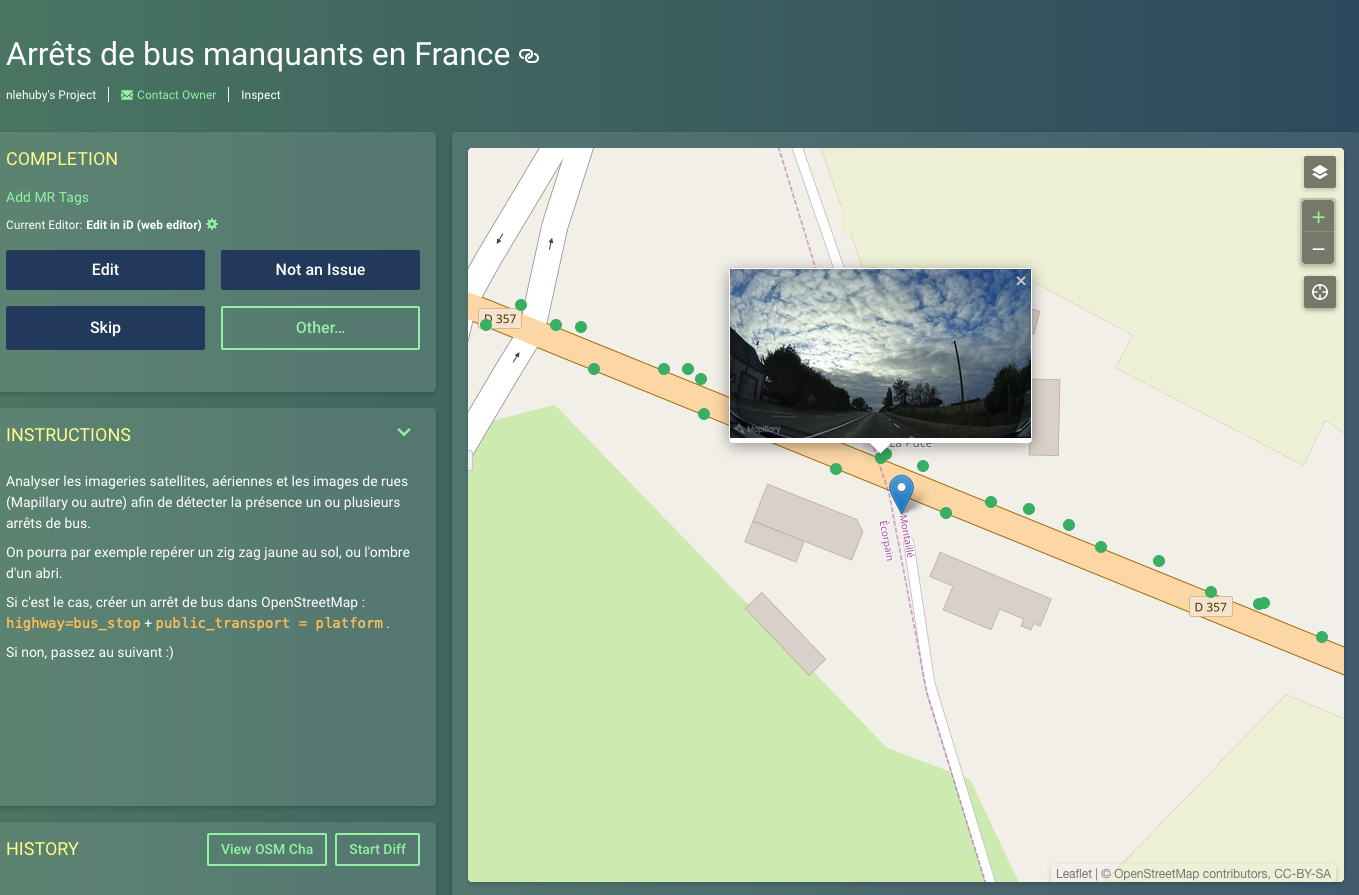 Arrêts de bus manquants en France
nlehuby's Project
Contact Owner
Inspect
COMPLETION
Add MR Tags
Current Editor: Edit in iD (web editor)
Edit
Not an Issue
Skip
Other...
INSTRUCTIONS
Analyser les imageries satellites, aériennes et les images de rues
(Mapillary ou autre) afin de détecter la présence un ou plusieurs
arrêts de bus.
On pourra par exemple repérer un zig zag jaune au sol, ou l'ombre
d'un abri.
Si c'est le cas, créer un arrêt de bus dans OpenStreetMap :
highway=bus_stop + public_transport = platform .
Si non, passez au suivant :)
HISTORY
View OSM Cha
Start Diff
D 357
Mapillary
La Puce
Montaillé
Écorpain
D 357
Leaflet | © OpenStreetMap contributors, CC-BY-SA